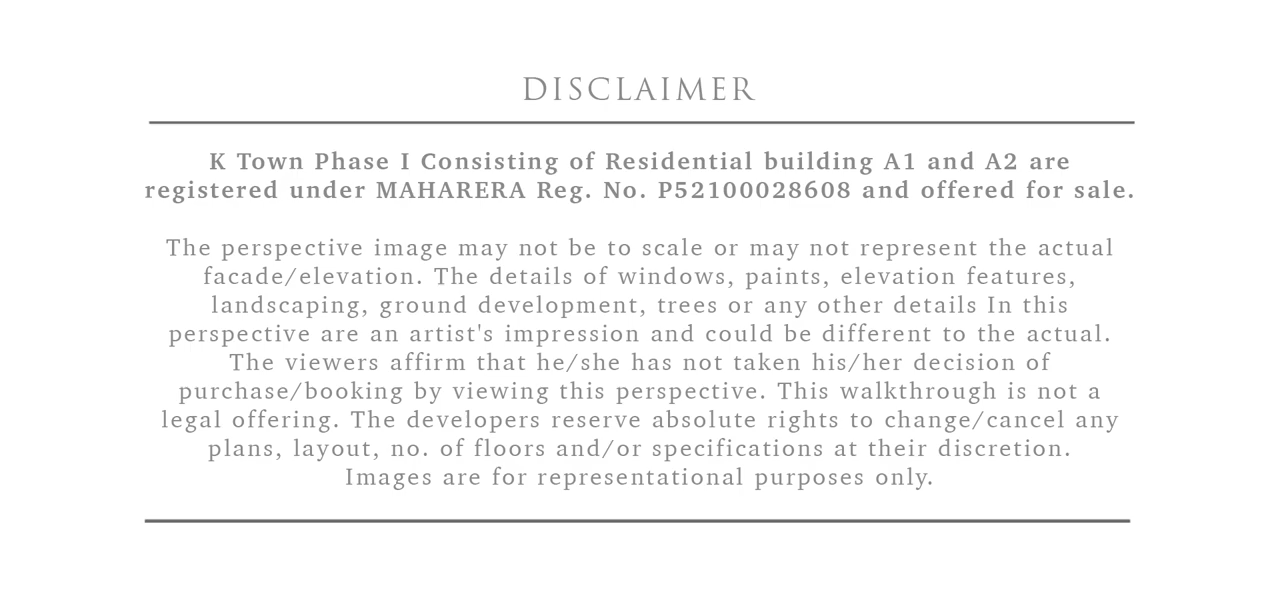 DISCLAIMER
K Town Phase I Consisting of Residential building A1 and A2 are
registered under MAHARERA Reg. No. P52100028608 and offered for sale.
The perspective image may not be to scale or may not represent the actual
facade/elevation. The details of windows, paints, elevation features,
landscaping, ground development, trees or any other details In this
perspective are an artist's impression and could be different to the actual.
The viewers affirm that he/she has not taken his/her decision of
purchase/booking by viewing this perspective. This walkthrough is not a
legal offering. The developers reserve absolute rights to change/cancel any
plans, layout, no. of floors and/or specifications at their discretion.
Images are for representational purposes only.